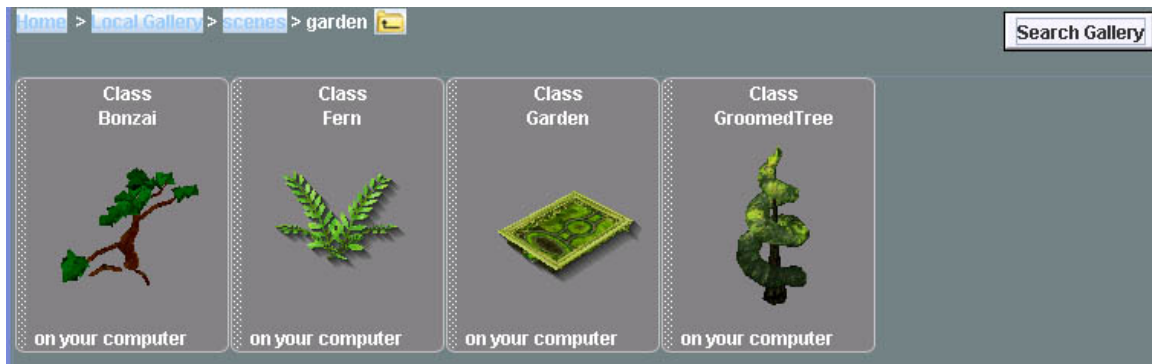 Home > Local Gallery > scenes > garden
Search Gallery
Class
Bonzai
on your computer
Class
Fern
on your computer
Class
Garden
on your computer
Class
GroomedTree
on your computer